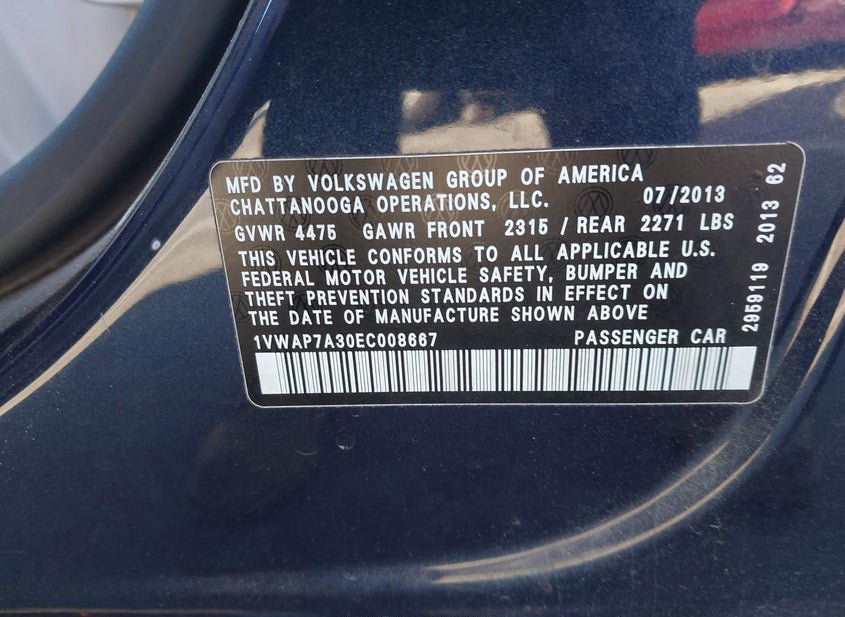 MFD BY VOLKSWAGEN GROUP OF AMERICA
CHATTANOOGA OPERATIONS, LLC. 07/2013
GVWR 4475 GAWR FRONT 2315 / REAR 2271 LBS
THIS VEHICLE CONFORMS TO ALL APPLICABLE U.S.
FEDERAL MOTOR VEHICLE SAFETY, BUMPER AND
THEFT PREVENTION STANDARDS IN EFFECT ON
THE DATE OF MANUFACTURE SHOWN ABOVE
1VWAP7A30EC008667 PASSENGER CAR
2959119 2013 62